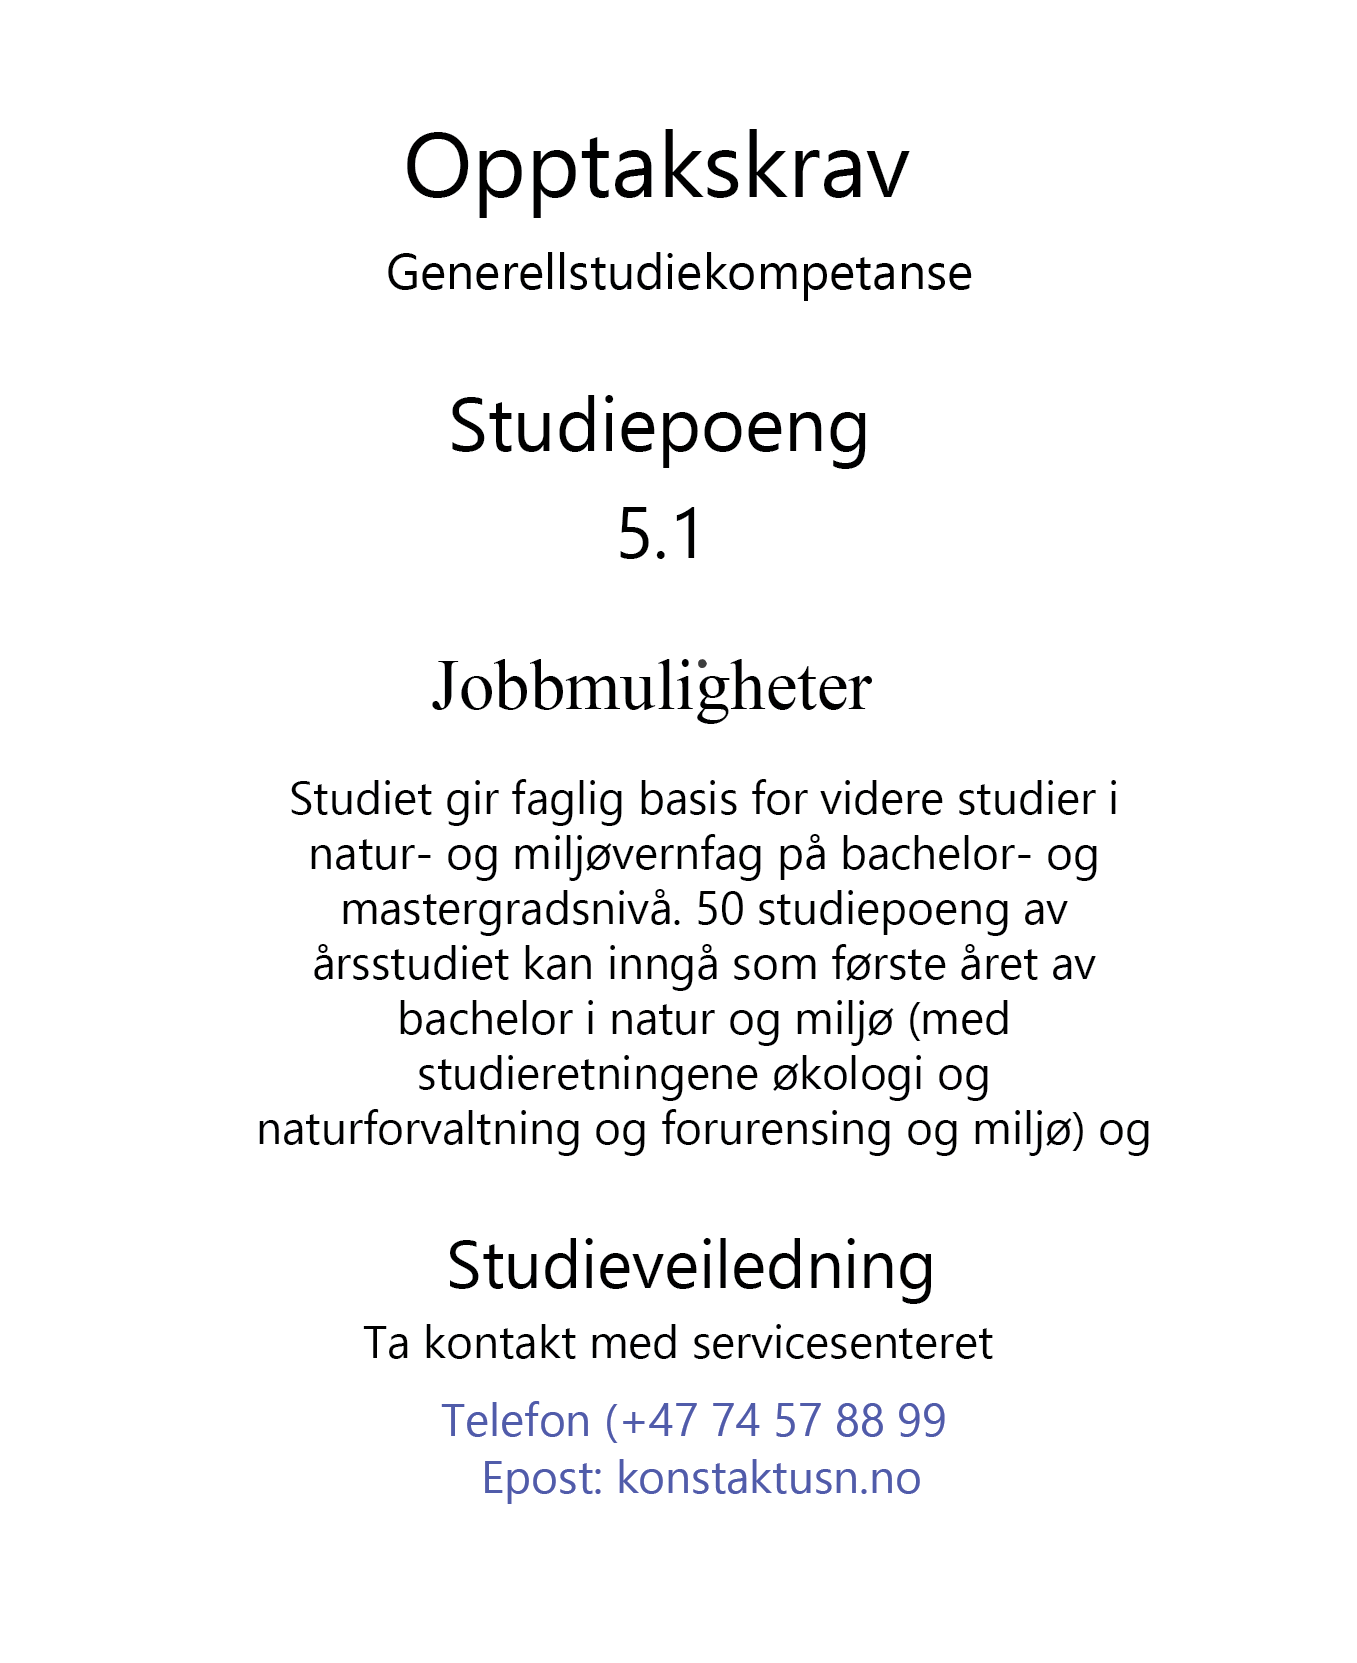 Opptakskrav
Generellstudiekompetanse
Studiepoeng
5.1
Jobbmuligheter
Studiet gir faglig basis for videre studier i
natur- og miljøvernfag på bachelor- og
mastergradsnivå. 50 studiepoeng av
årsstudiet kan inngå som første året av
bachelor i natur og miljø (med
studieretningene økologi og
naturforvaltning og forurensing og miljø) og
Studieveiledning
Ta kontakt med servicesenteret
Telefon (+47 74 57 88 99
Epost: konstaktusn.no